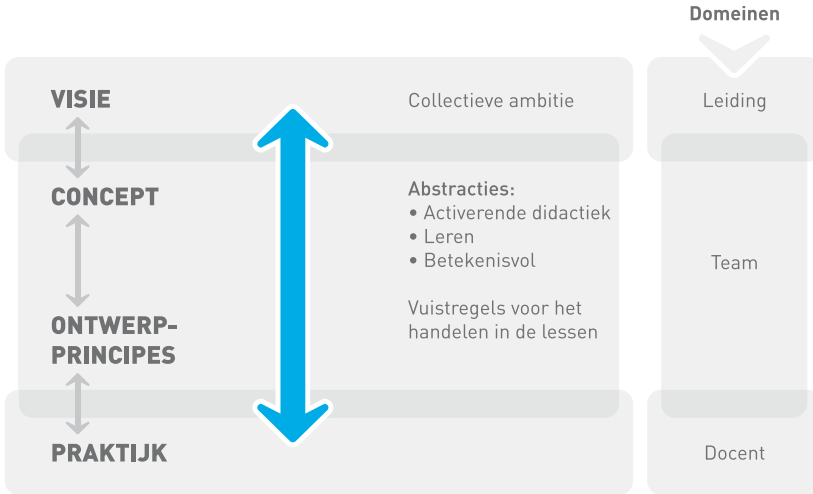 Domeinen
VISIE
Collectieve ambitie
Leiding
CONCEPT
Abstracties:
• Activerende didactiek
• Leren
• Betekenisvol
Team
ONTWERP-
PRINCIPES
Vuistregels voor het
handelen in de lessen
PRAKTIJK
Docent